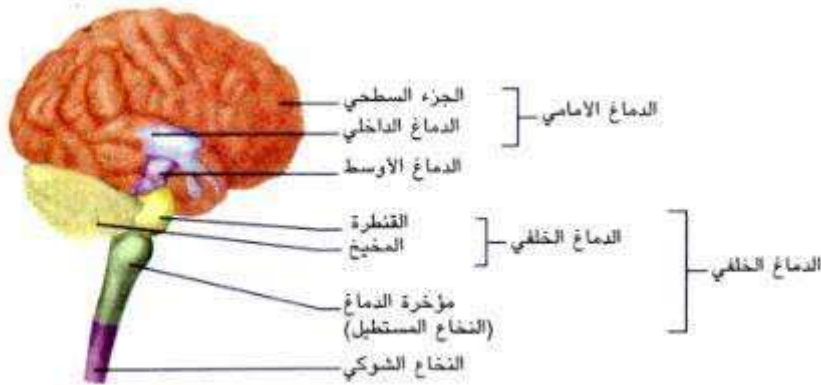 الجزء السطحي
الدماغ الداخلي
الدماغ الامامي
الدماغ الأوسط
القنطرة
المخيخ
الدماغ الخلفي
الدماغ الخلفي
مؤخرة الدماغ
(النخاع المستطيل)
النخاع الشوكي